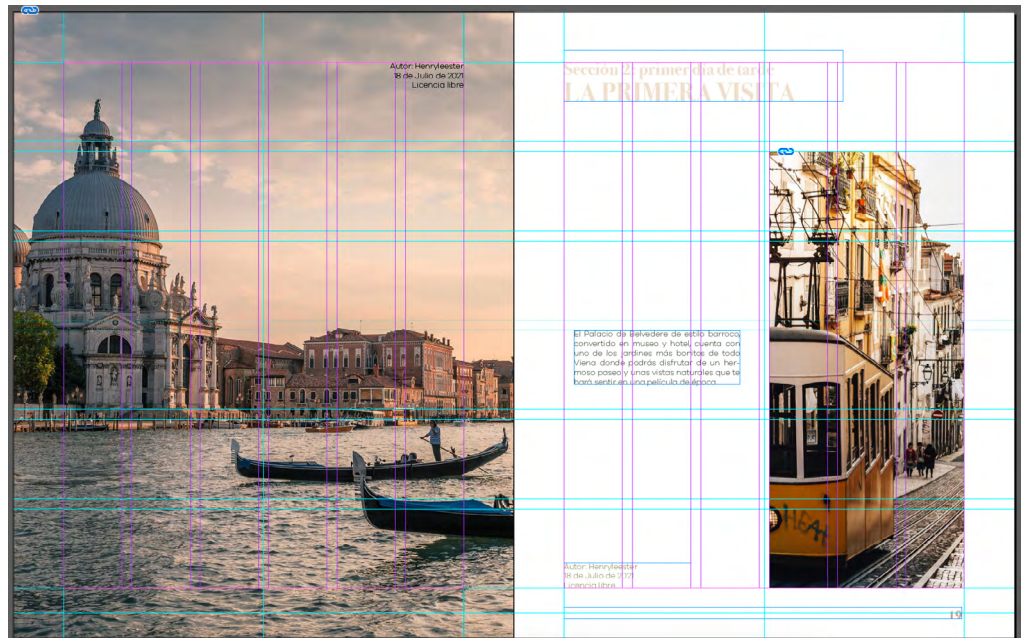 Autor: Henryleester
18 de Julio de 2021
Licencia libre
Sección 2: primer día de tarde
LA PRIMERA VISITA
El Palacio de Belvedere de estilo barroco,
convertido en museo y hotel, cuenta con
uno de los jardines más bonitos de todo
Viena donde podrás disfrutar de un her-
moso paseo y unas vistas naturales que te
hará sentir en una película de época.
HEAH
Autor: Henryleester
18 de Julio de 2021
Licencia libre
19